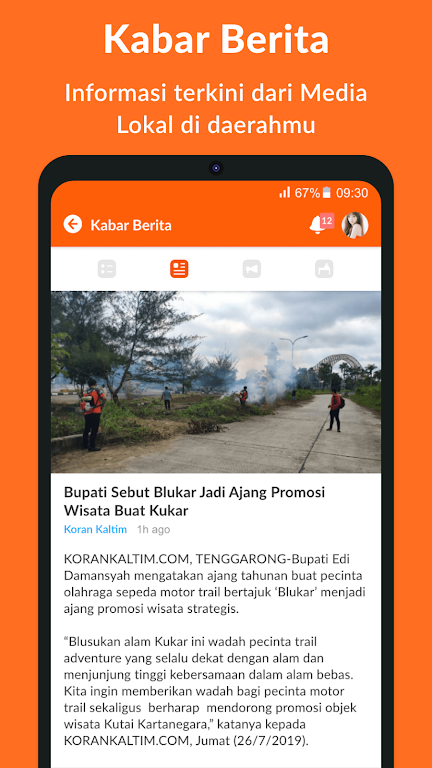 Kabar Berita
Informasi terkini dari Media
Lokal di daerahmu
67% 09:30
Kabar Berita
12
Bupati Sebut Blukar Jadi Ajang Promosi
Wisata Buat Kukar
Koran Kaltim 1h ago
KORANKALTIM.COM, TENGGARONG-Bupati Edi
Damansyah mengatakan ajang tahunan buat pecinta
olahraga sepeda motor trail bertajuk ‘Blukar’ menjadi
ajang promosi wisata strategis.
“Blusukan alam Kukar ini wadah pecinta trail
adventure yang selalu dekat dengan alam dan
menjunjung tinggi kebersamaan dalam alam bebas.
Kita ingin memberikan wadah bagi pecinta motor
trail sekaligus berharap mendorong promosi objek
wisata Kutai Kartanegara,” katanya kepada
KORANKALTIM.COM, Jumat (26/7/2019).